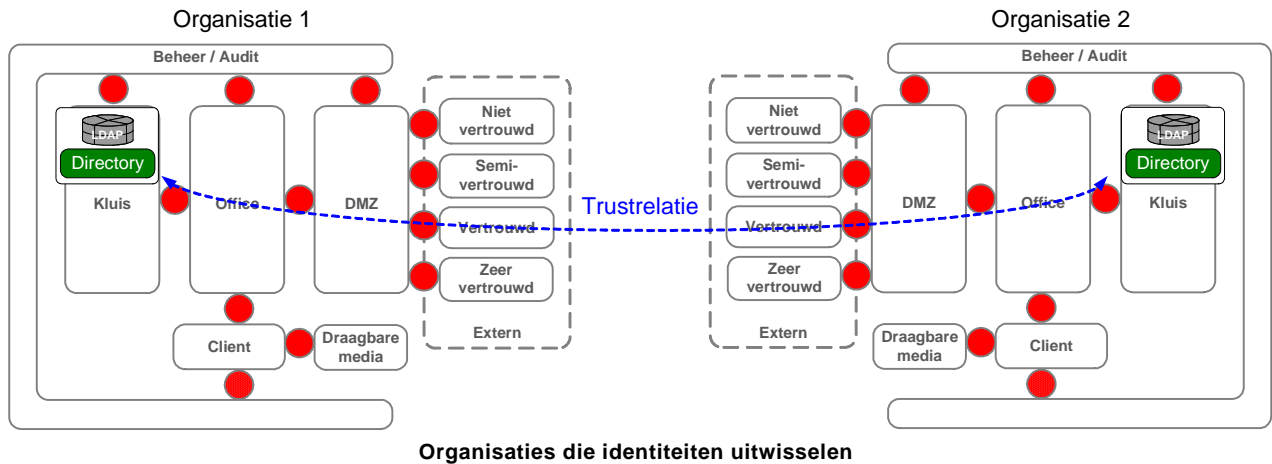 Organisatie 1
Beheer / Audit
LDAP
Directory
Kluis
Office
DMZ
Niet
vertrouwd
Semi-
vertrouwd
Vertrouwd
Zeer
vertrouwd
Extern
Client
Draagbare
media
Trustrelatie
Organisatie 2
Beheer / Audit
Niet
vertrouwd
Semi-
vertrouwd
Vertrouwd
Zeer
vertrouwd
Extern
DMZ
Office
LDAP
Directory
Kluis
Draagbare
media
Client
Organisaties die identiteiten uitwisselen